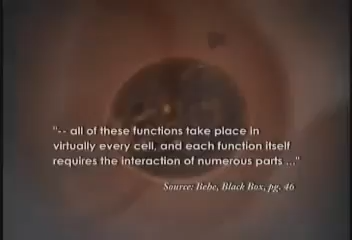 "-- all of these functions take place in
virtually every cell, and each function itself
requires the interaction of numerous parts ..."
Source: Behe, Black Box, pg. 46